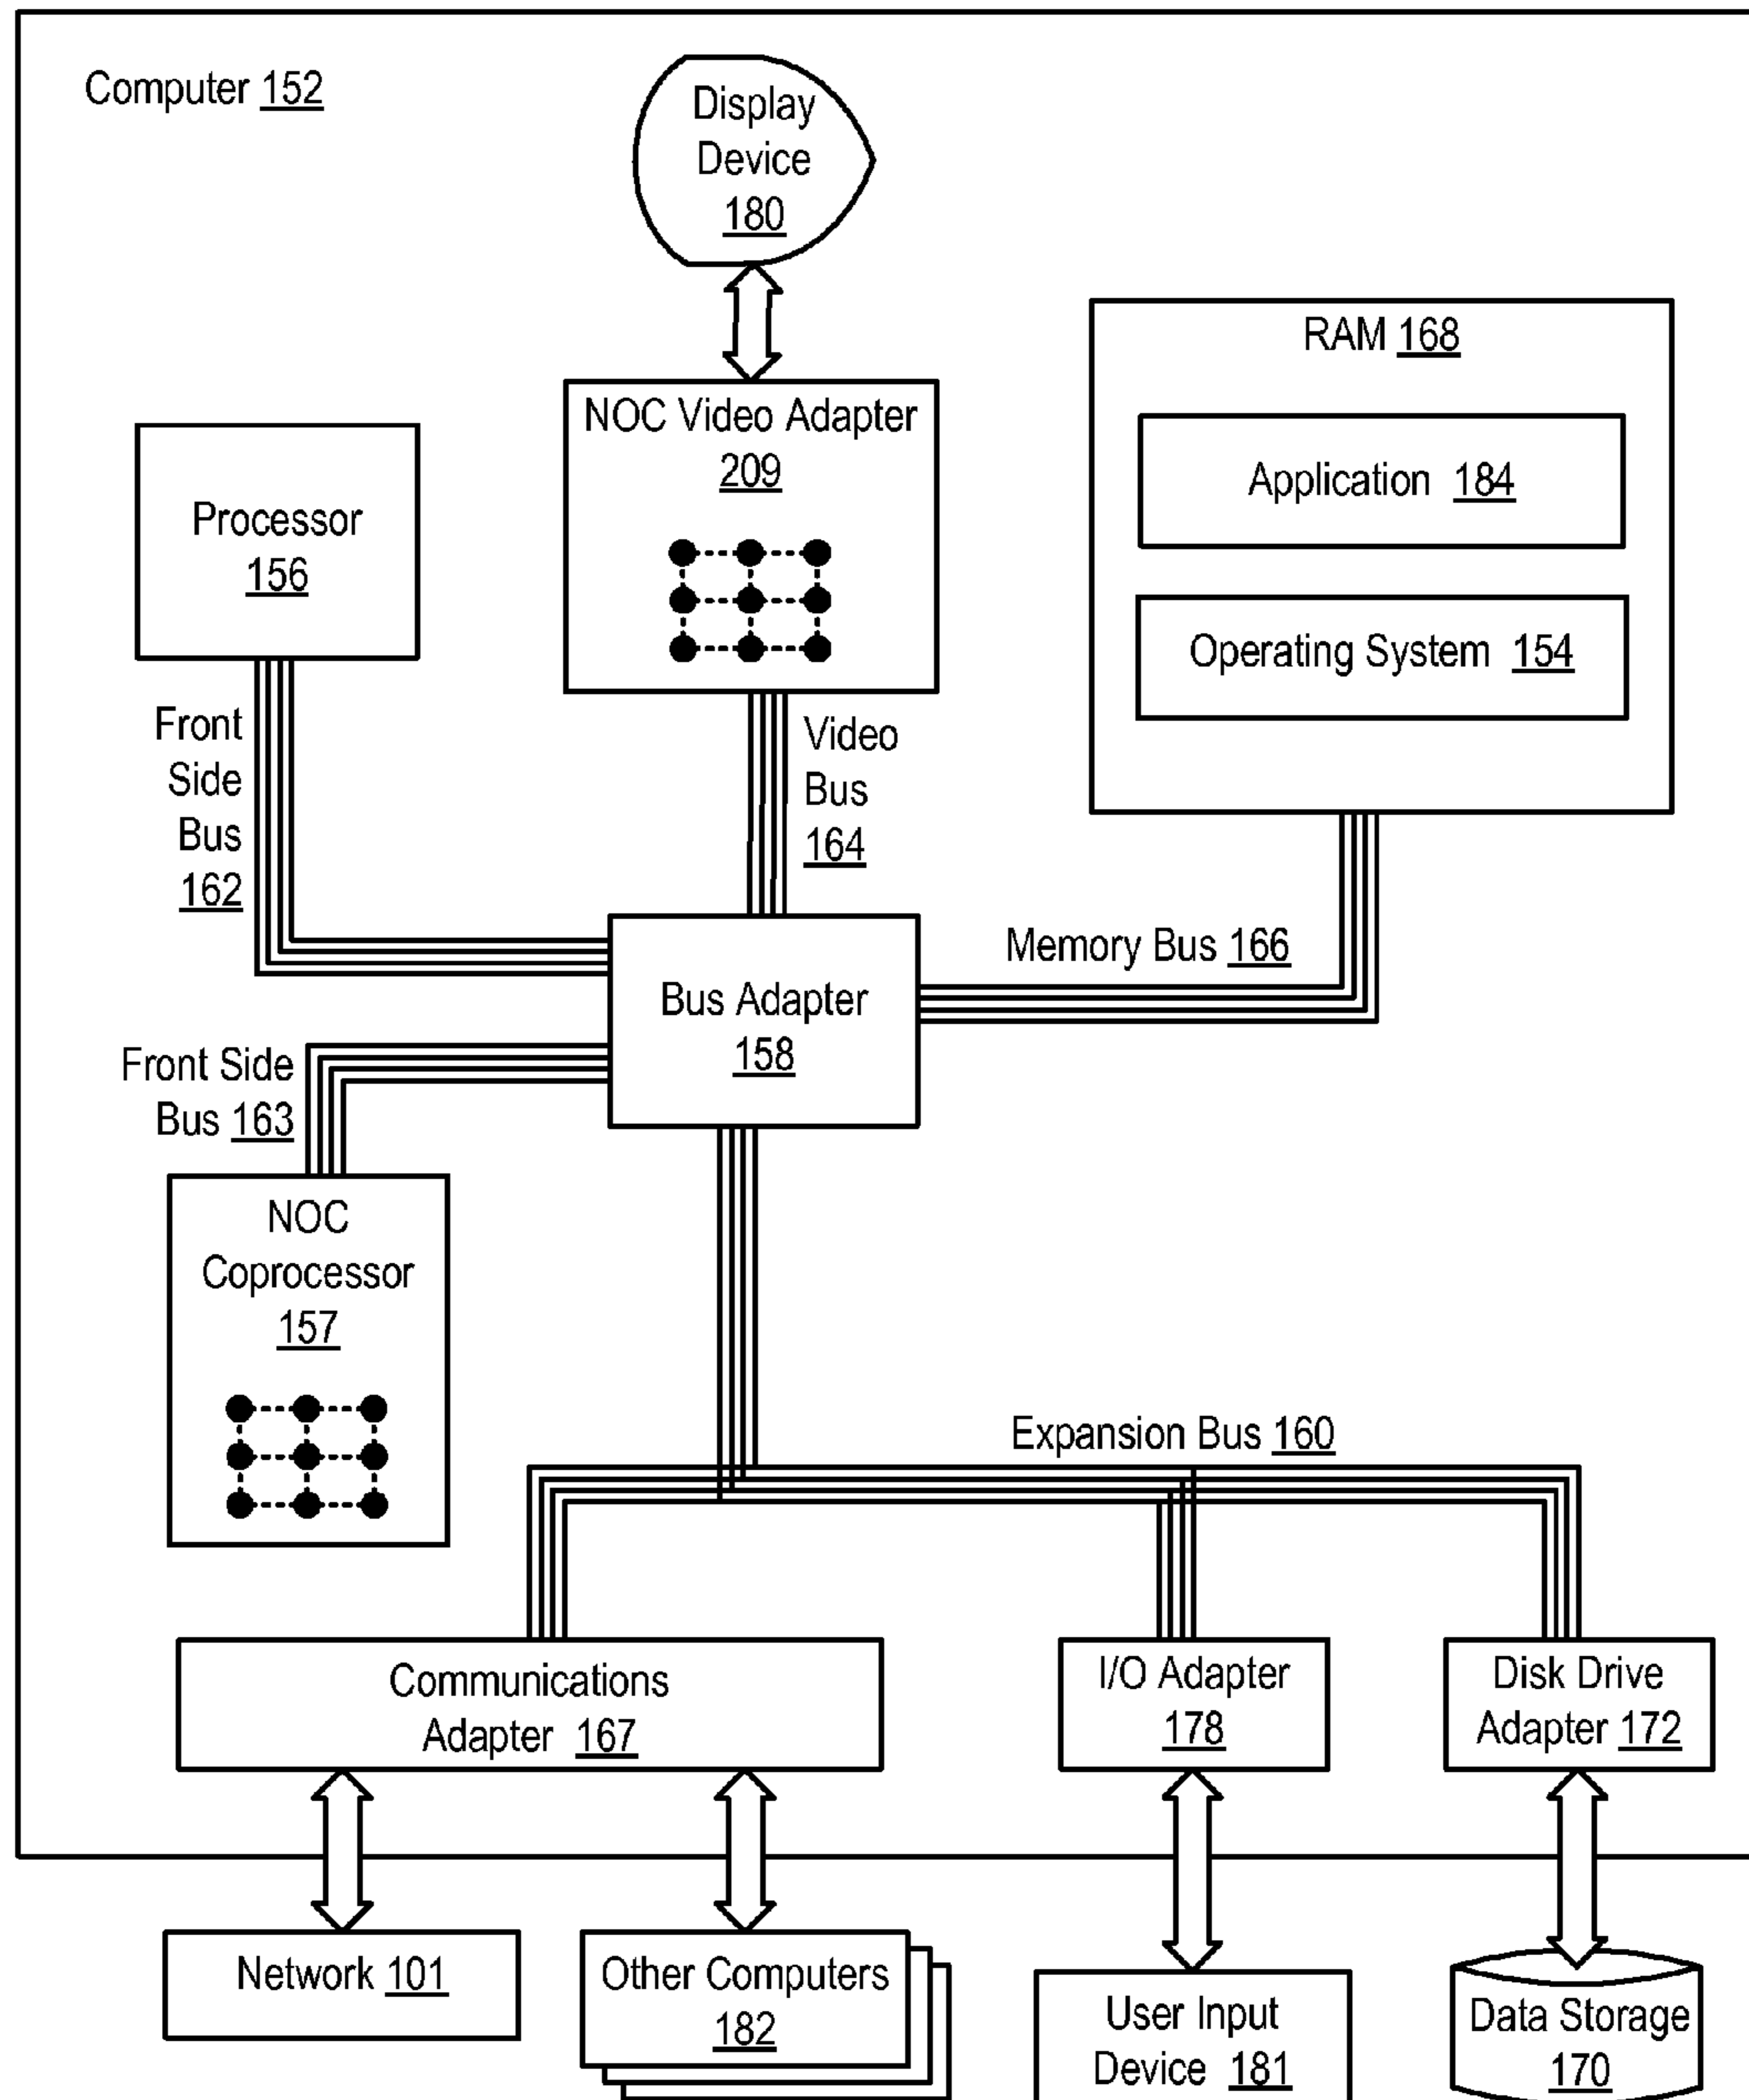 Computer 152
Display
Device
180
RAM 168
NOC Video Adapter
209
Application 184
Processor
156
Operating System 154
Front
Side
Bus
162
Video
Bus
164
Memory Bus 166
Bus Adapter
158
Front Side
Bus 163
NOC
Coprocessor
157
Expansion Bus 160
Communications
Adapter 167
I/O Adapter
178
Disk Drive
Adapter 172
Network 101
Other Computers
182
User Input
Device 181
Data Storage
170